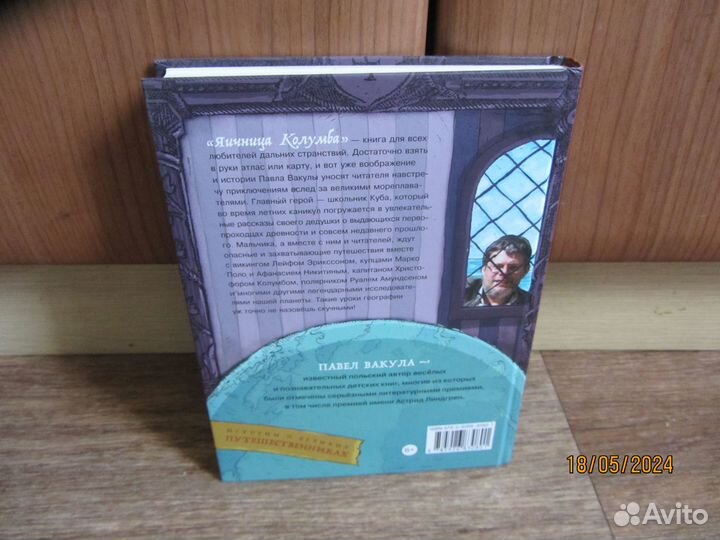 «Яичница Колумба» — книга для всех
любителей дальних странствий. Достаточно взять
в руки атлас или карту, и вот уже воображение
и истории Павла Вакулы уносят читателя навстре-
чу приключениям вслед за великими мореплава-
телями. Главный герой — школьник Куба, который
во время летних каникул погружается в увлекатель-
ные рассказы своего дедушки о выдающихся перво-
проходцах древности и совсем недавнего прошло-
го. Мальчика, а вместе с ним и читателей, ждут
опасные и захватывающие путешествия вместе
с викингом Лейфом Эрикссоном, купцами Марко
Поло и Афанасием Никитиным, капитаном Христо-
фором Колумбом, полярником Руалем Амундсеном
и многими другими легендарными исследовате-
лями нашей планеты. Такие уроки географии
уж точно не назовёшь скучными!
ПАВЕЛ ВАКУЛА —
известный польский автор весёлых
и познавательных детских книг, многие из которых
были отмечены серьёзными литературными премиями,
в том числе премией имени Астрид Линдгрен.
ИСТОРИИ О ВЕЛИКИХ
ПУТЕШЕСТВЕННИКАХ
6+
18/05/2024
Avito